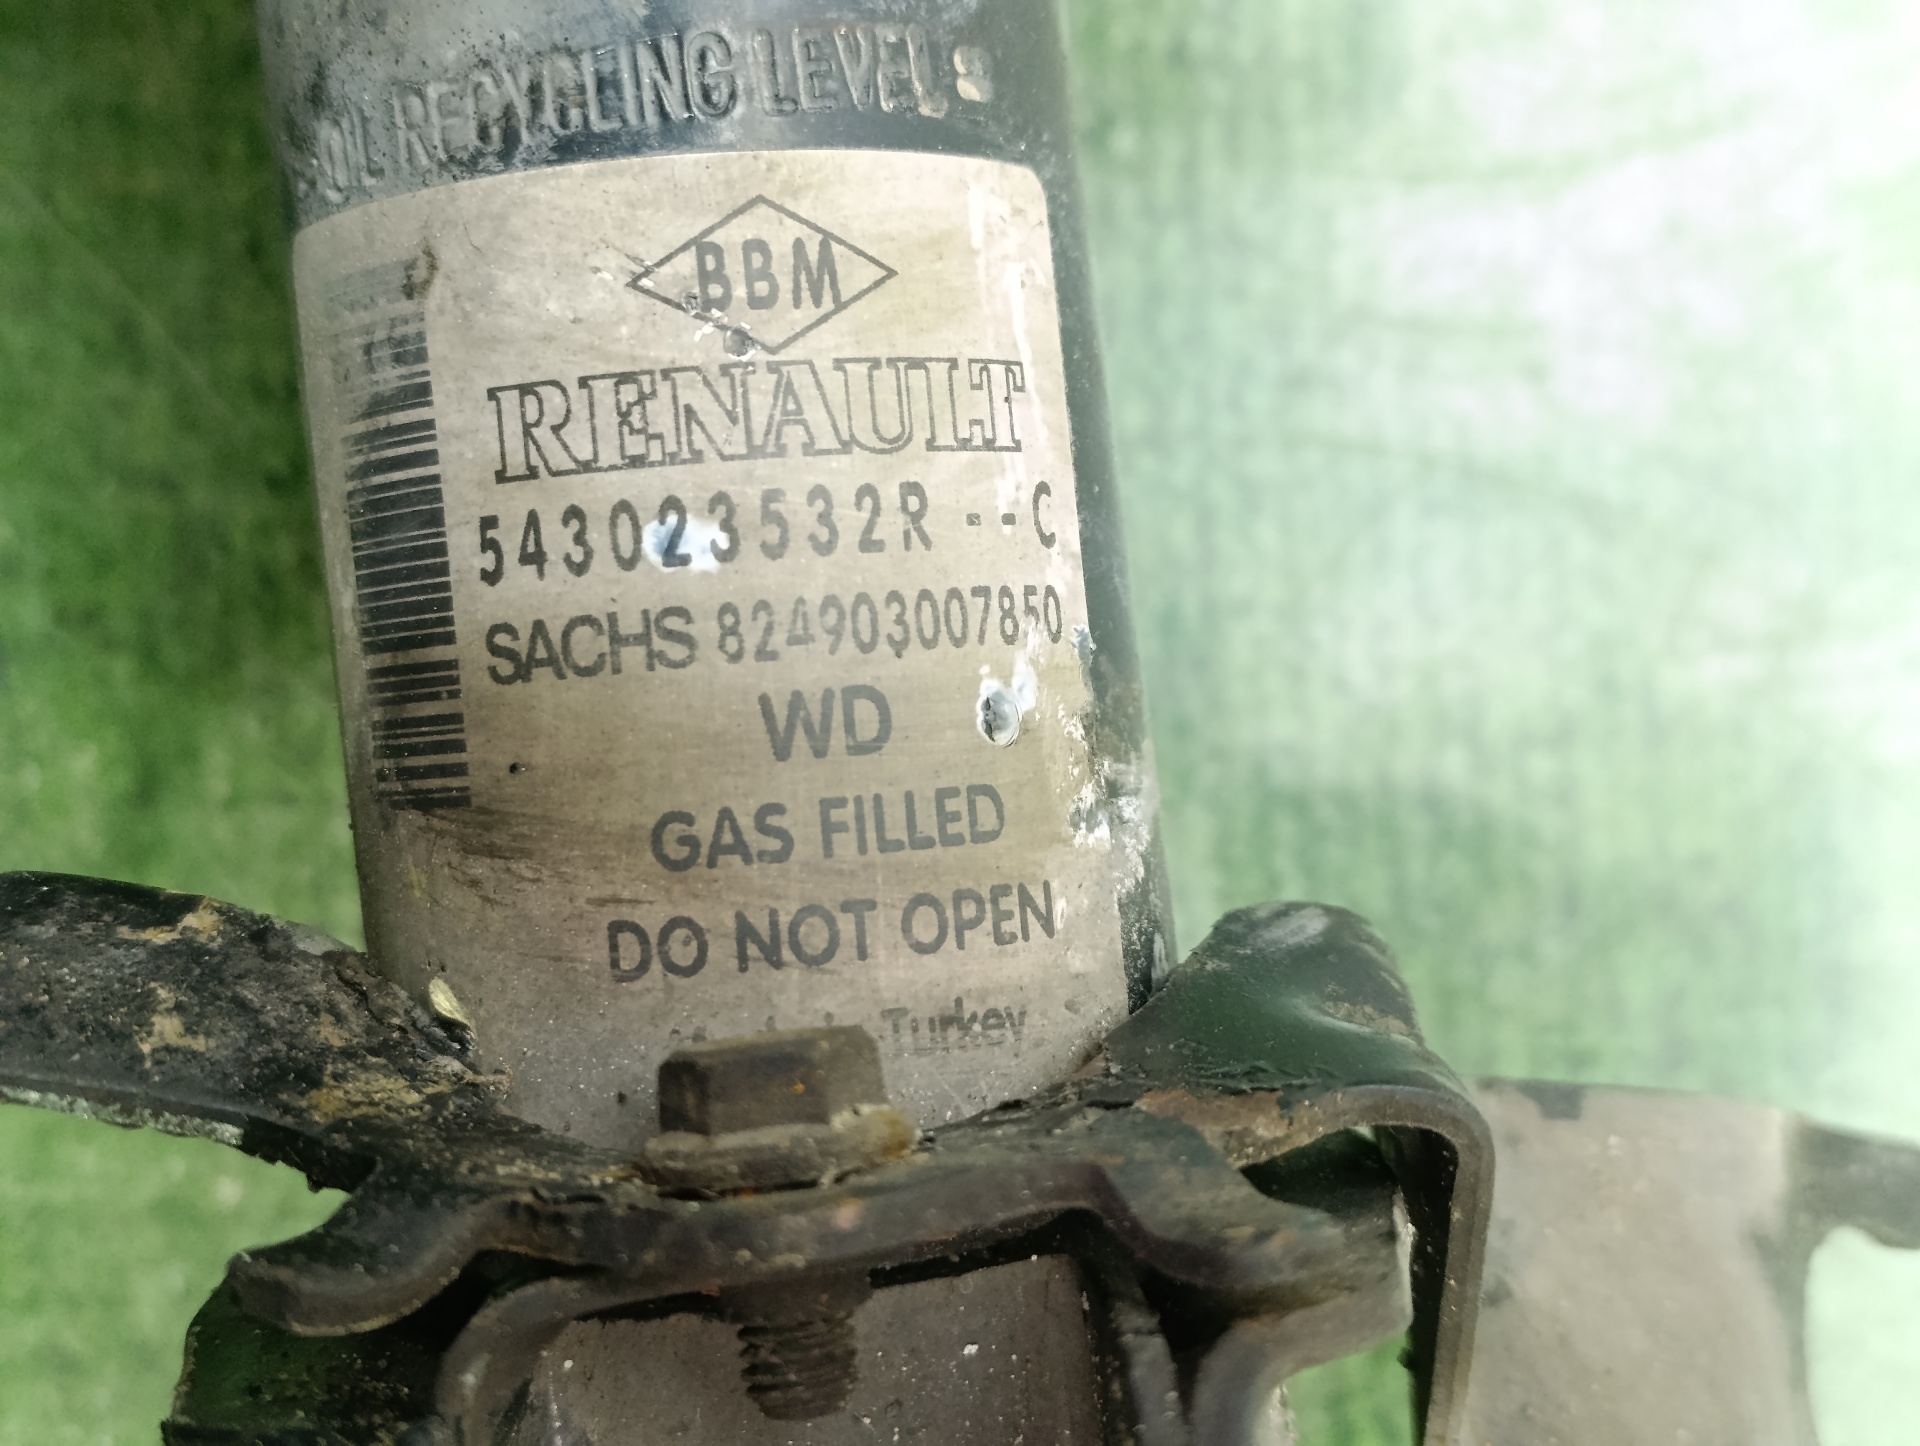 OIL RECYCLING LEVEL
BBM
RENAULT
543023532R --C
SACHS 824903007850
WD
GAS FILLED
DO NOT OPEN
Turkey